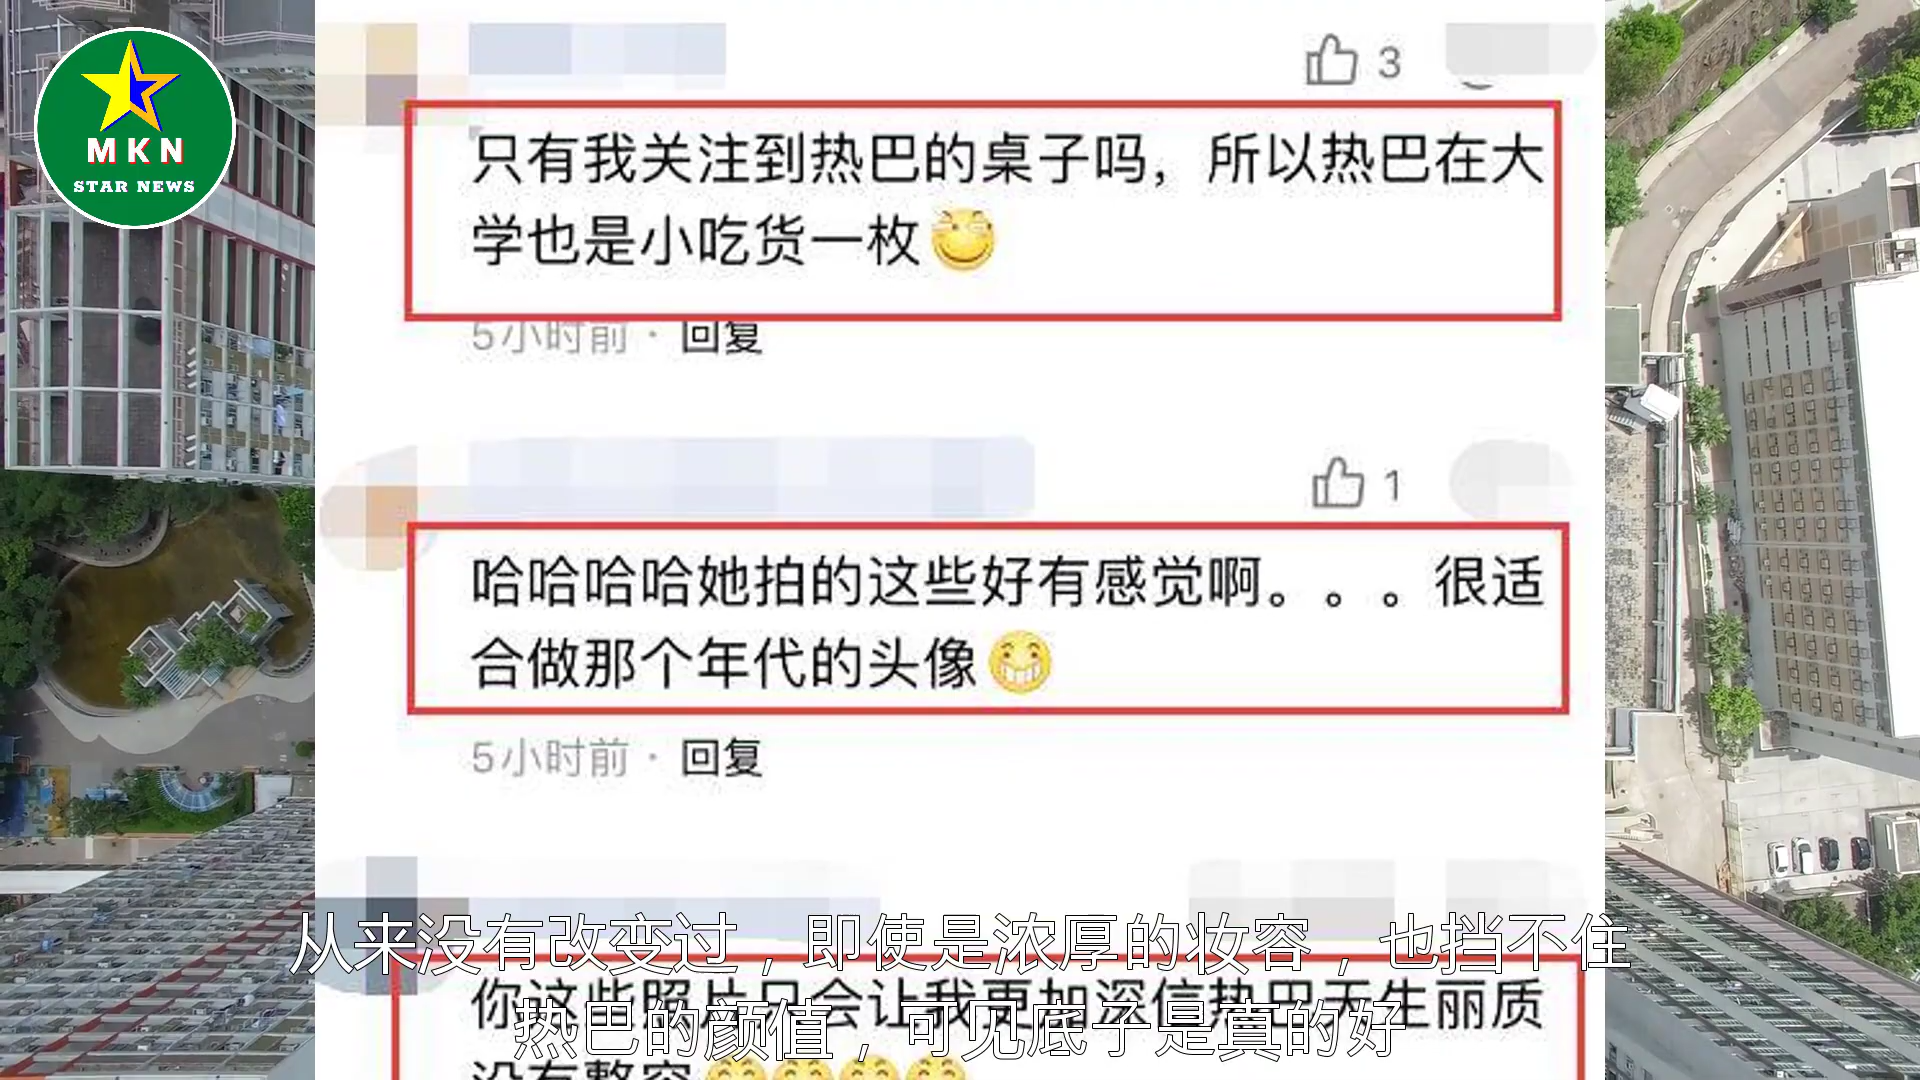 MKN
STAR NEWS
3
只有我关注到热巴的桌子吗，所以热巴在大
学也是小吃货一枚
5小时前 · 回复
1
哈哈哈哈她拍的这些好有感觉啊。。。很适
合做那个年代的头像
5小时前 · 回复
从来没有改变过，即使是浓厚的妆容，也挡不住
你这些照片只会让我更加深信热巴天生丽质
热巴的颜值，可见底子是真的好
没有整容